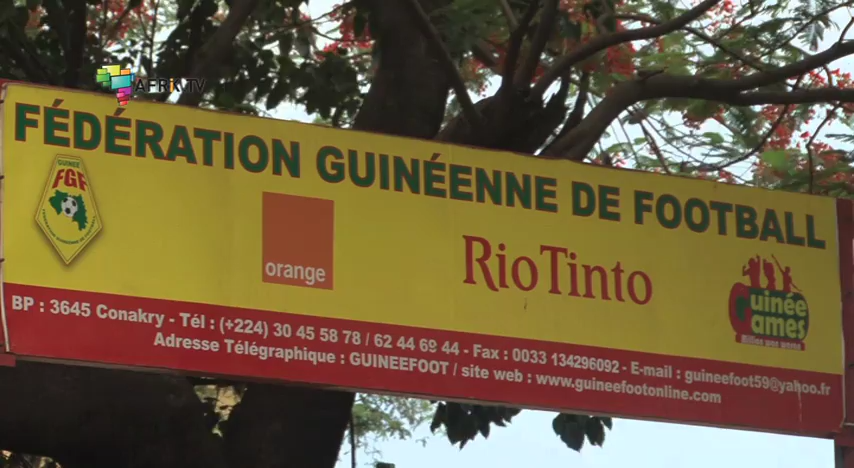 AFRIK TV
FÉDÉRATION GUINÉENNE DE FOOTBALL
GUINEE
FGF
orange
Rio Tinto
Guinée
Games
BP : 3645 Conakry - Tél : (+224) 30 45 58 78 / 62 44 69 44 - Fax : 0033 134296092 - E-mail : guineefoot59@yahoo.fr
Adresse Télégraphique : GUINEEFOOT / site web : www.guineefootonline.com